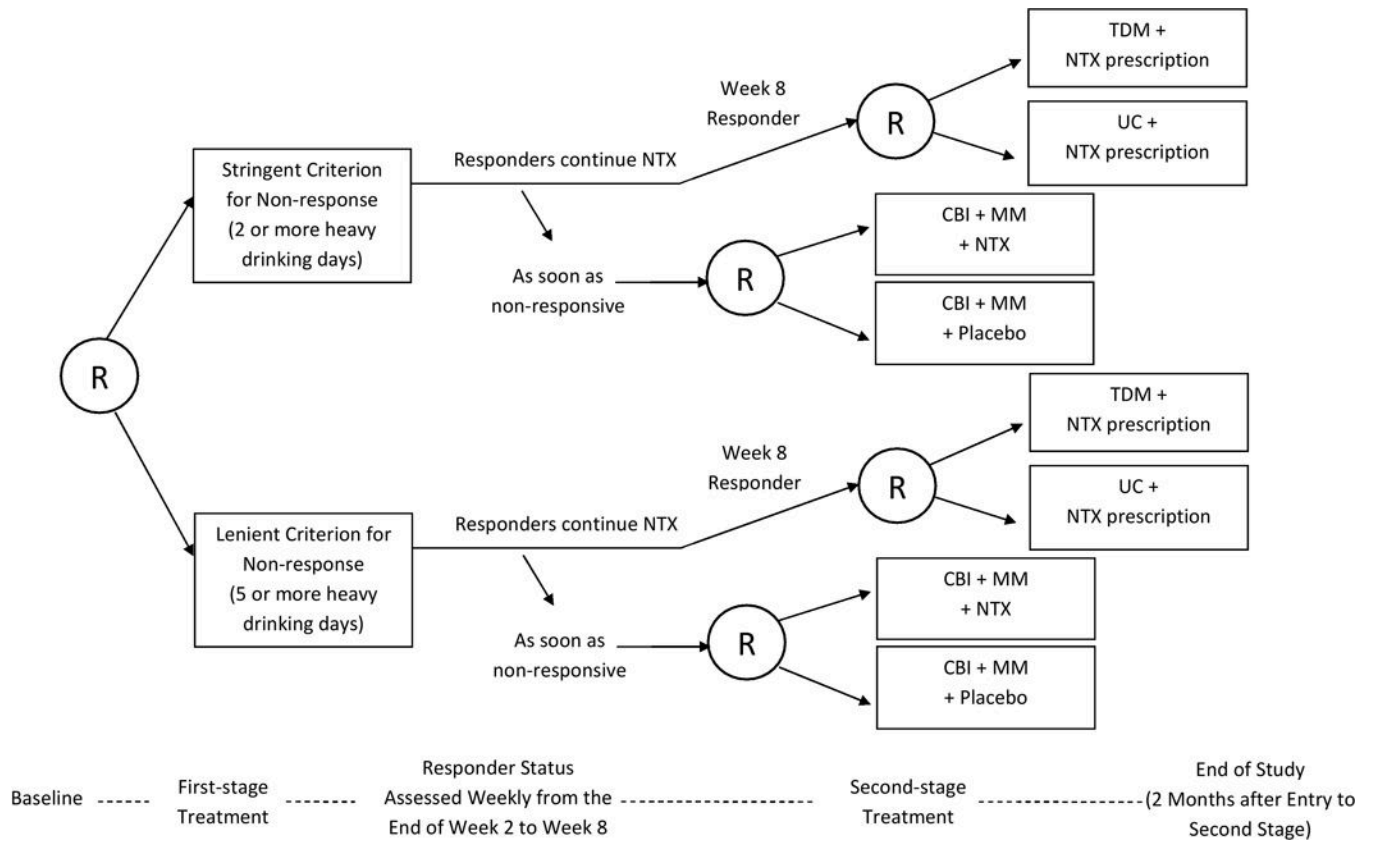 TDM +
NTX prescription
Week 8
Responder
R
UC +
NTX prescription
Stringent Criterion
for Non-response
(2 or more heavy
drinking days)
Responders continue NTX
CBI + MM
+ NTX
As soon as
non-responsive
R
CBI + MM
+ Placebo
R
TDM +
NTX prescription
Week 8
Responder
R
UC +
NTX prescription
Lenient Criterion for
Non-response
(5 or more heavy
drinking days)
Responders continue NTX
CBI + MM
+ NTX
As soon as
non-responsive
R
CBI + MM
+ Placebo
Baseline
First-stage
Treatment
Responder Status
Assessed Weekly from the
End of Week 2 to Week 8
Second-stage
Treatment
End of Study
(2 Months after Entry to
Second Stage)